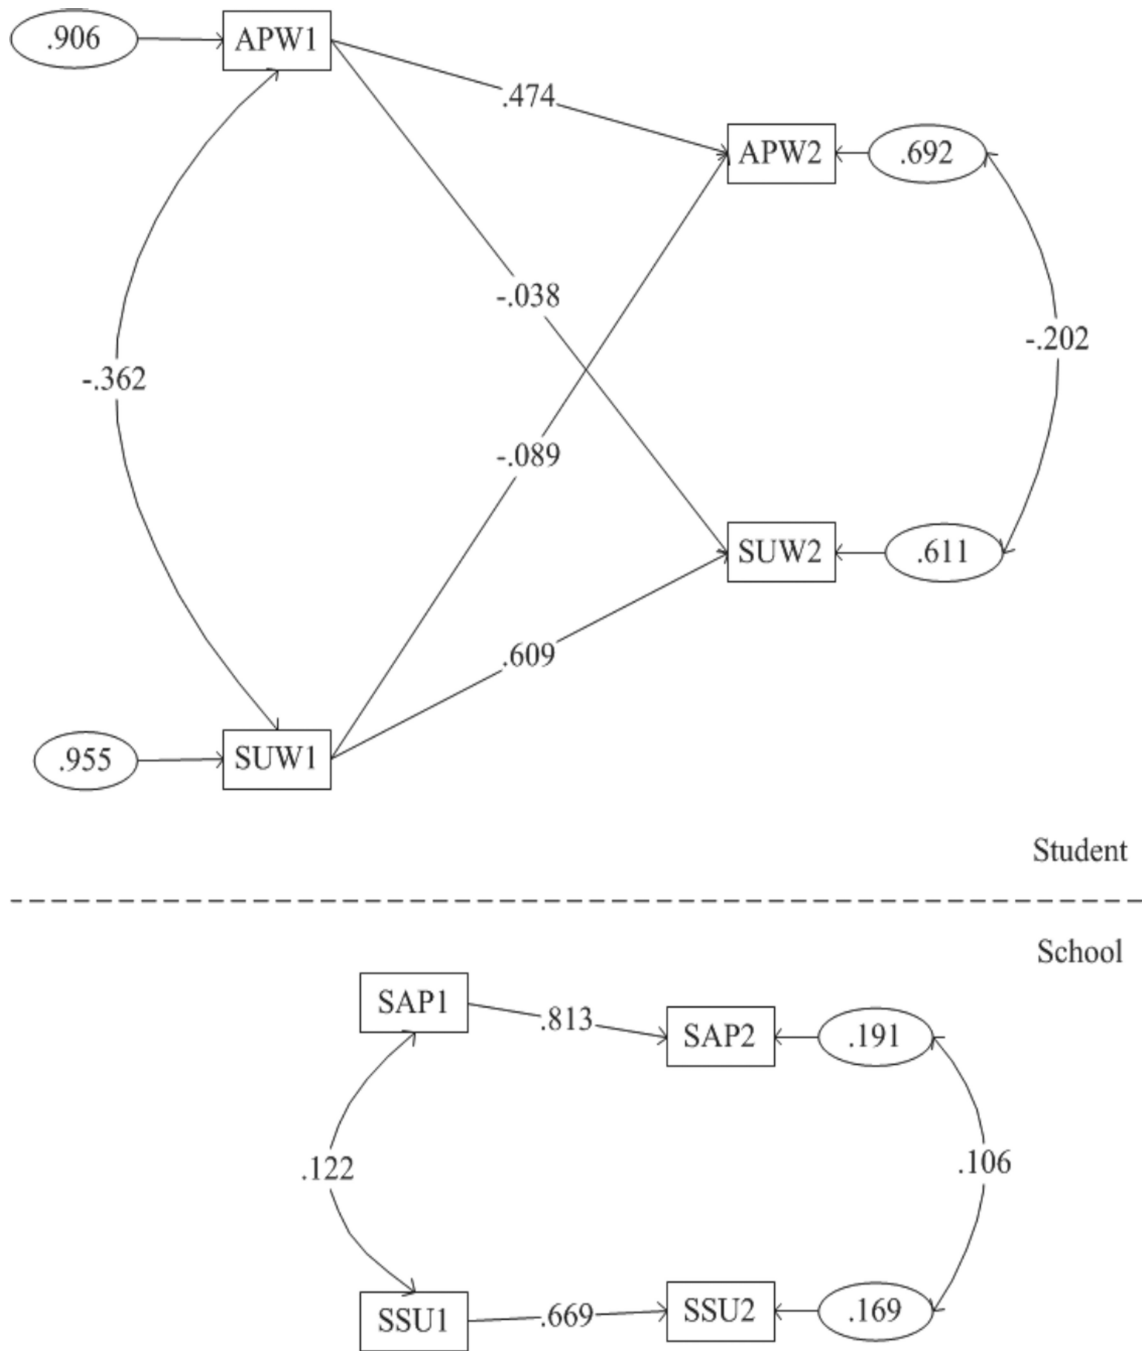 .906
APW1
.474
APW2
.692
-.038
-.202
-.362
-.089
SUW2
.611
.609
.955
SUW1
Student
School
SAP1
.813
SAP2
.191
.122
.106
SSU1
.669
SSU2
.169